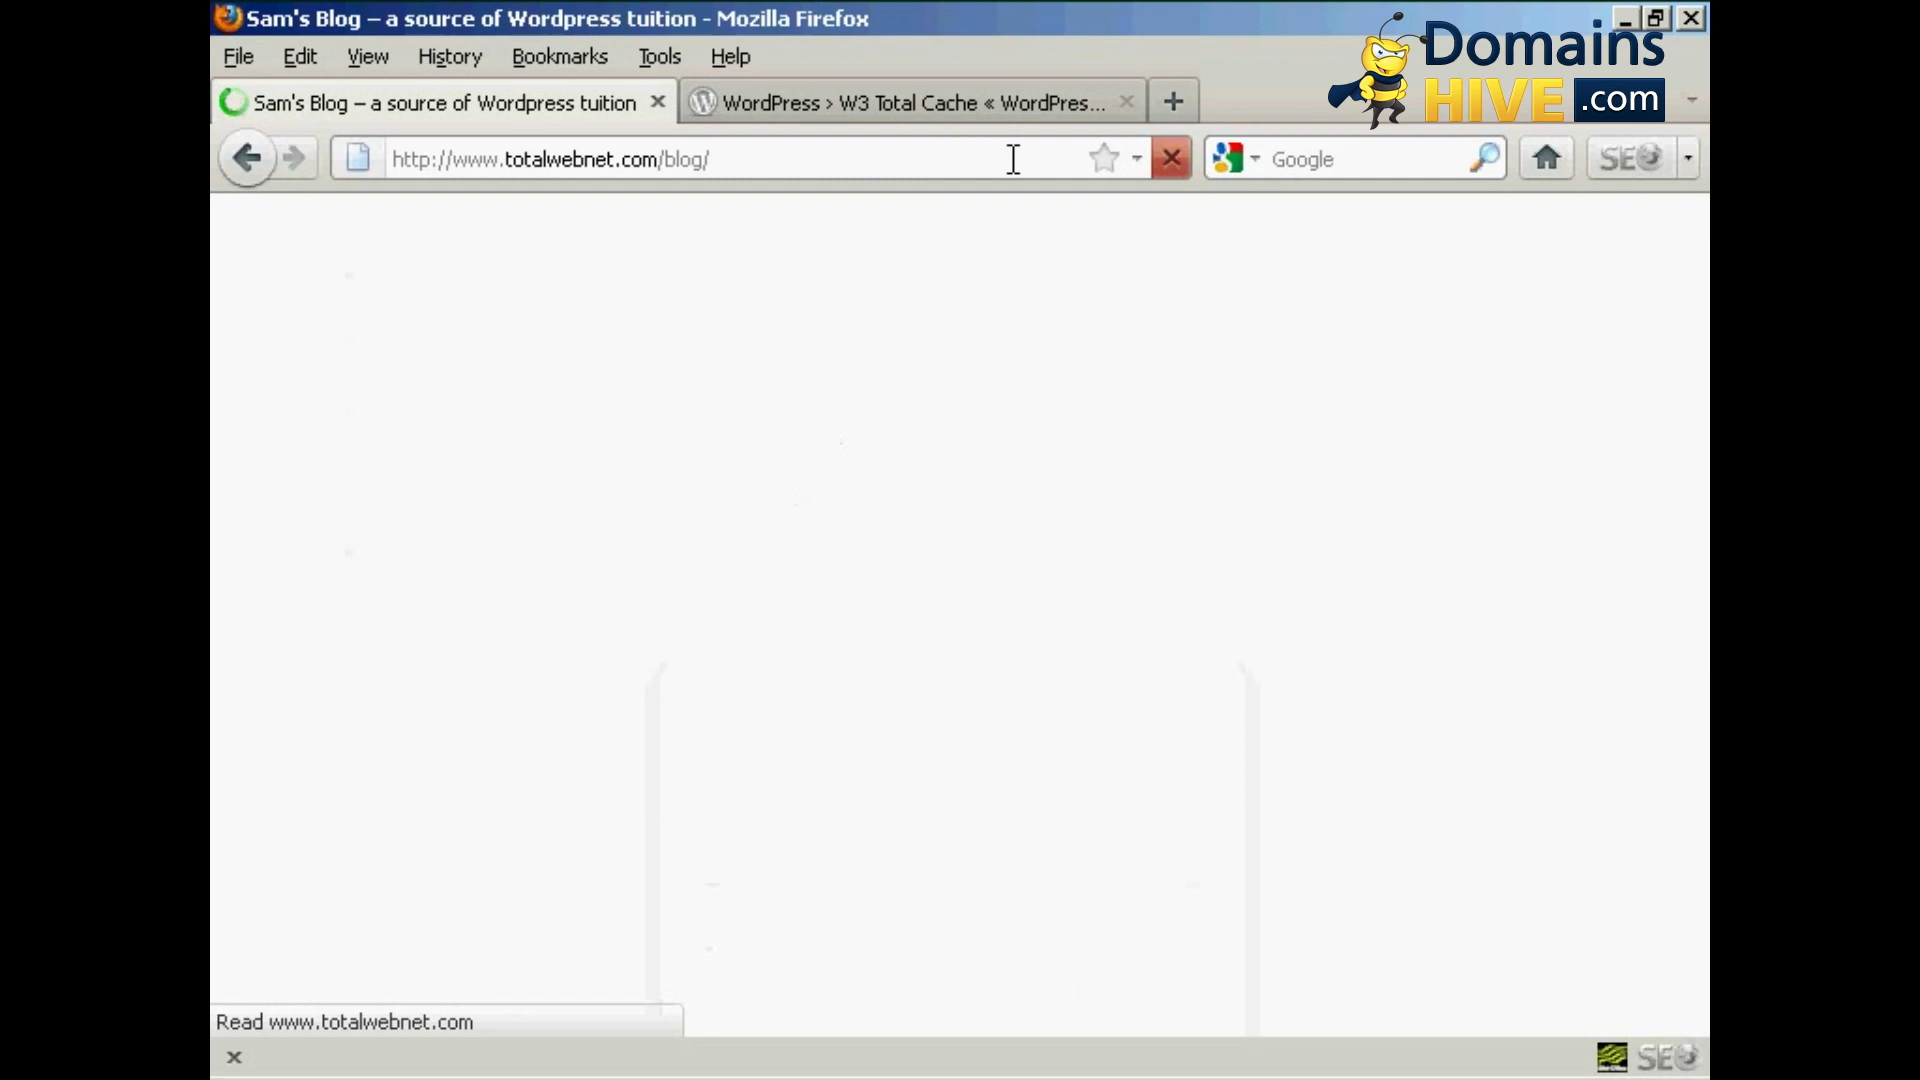 Sam's Blog – a source of Wordpress tuition - Mozilla Firefox
Domains
HIVE .com
File Edit View History Bookmarks Tools Help
Sam's Blog – a source of Wordpress tuition
WordPress › W3 Total Cache « WordPres...
http://www.totalwebnet.com/blog/
Google
SEO
Read www.totalwebnet.com
SEO